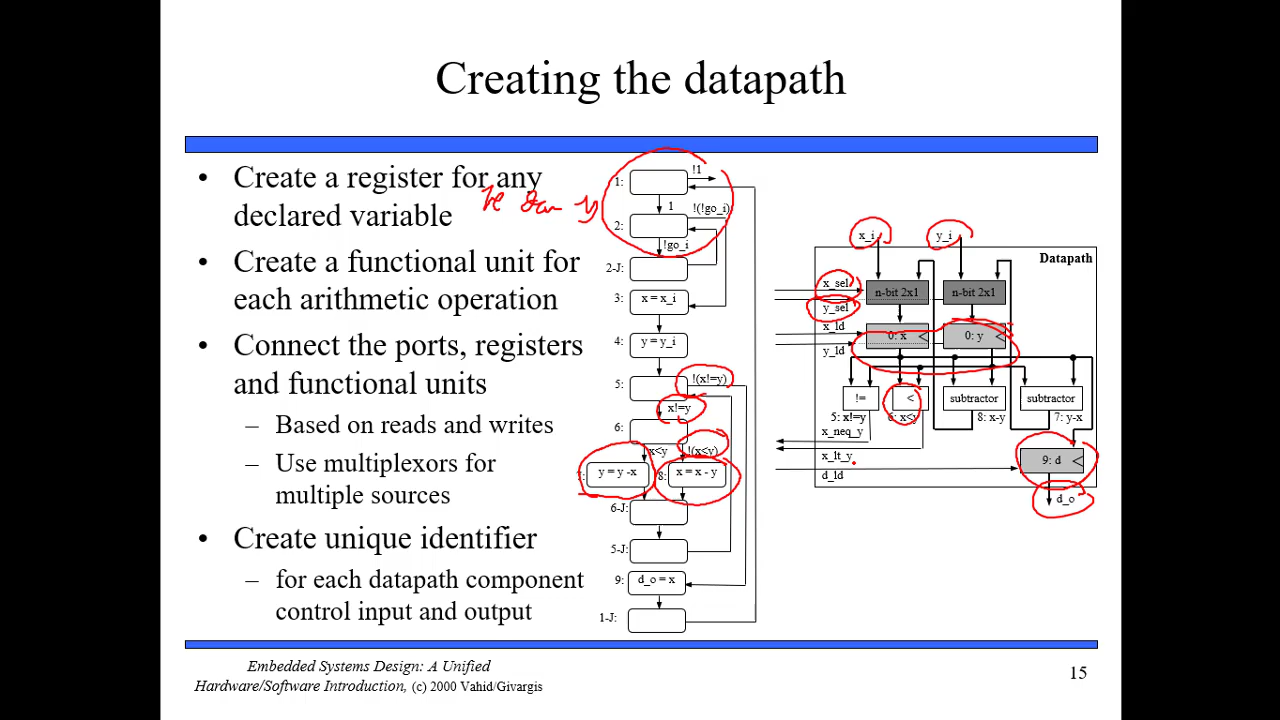 Creating the datapath
• Create a register for any
declared variable
• Create a functional unit for
each arithmetic operation
• Connect the ports, registers
and functional units
– Based on reads and writes
– Use multiplexors for
multiple sources
• Create unique identifier
– for each datapath component
control input and output
1:
!1
1
2:
!(!go_i)
!go_i
2-J:
3:
x = x_i
4:
y = y_i
5:
!(x!=y)
x!=y
6:
x<y
!(x<y)
y = y -x
8:
x = x - y
6-J:
5-J:
9:
d_o = x
1-J:
x_i
y_i
Datapath
x_sel
n-bit 2x1
n-bit 2x1
y_sel
x_ld
0: x
0: y
y_ld
!=
<
subtractor
subtractor
5: x!=y
6: x<y
8: x-y
7: y-x
x_neq_y
x_lt_y
9: d
d_ld
d_o
Embedded Systems Design: A Unified
Hardware/Software Introduction, (c) 2000 Vahid/Givargis
15